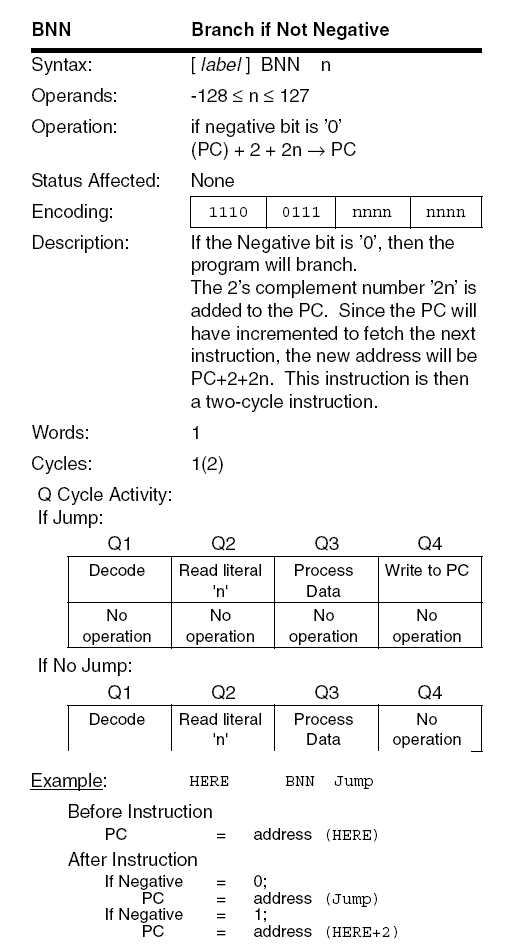 BNN Branch if Not Negative
Syntax: [ label ] BNN n
Operands: -128 ≤ n ≤ 127
Operation: if negative bit is ’0’
(PC) + 2 + 2n → PC
Status Affected: None
Encoding: 1110 0111 nnnn nnnn
Description: If the Negative bit is ’0’, then the
program will branch.
The 2’s complement number ’2n’ is
added to the PC. Since the PC will
have incremented to fetch the next
instruction, the new address will be
PC+2+2n. This instruction is then
a two-cycle instruction.
Words: 1
Cycles: 1(2)
Q Cycle Activity:
If Jump:
Q1 Q2 Q3 Q4
Decode Read literal Process Write to PC
'n' Data
No No No No
operation operation operation operation
If No Jump:
Q1 Q2 Q3 Q4
Decode Read literal Process No
'n' Data operation
Example: HERE BNN Jump
Before Instruction
PC = address (HERE)
After Instruction
If Negative = 0;
PC = address (Jump)
If Negative = 1;
PC = address (HERE+2)